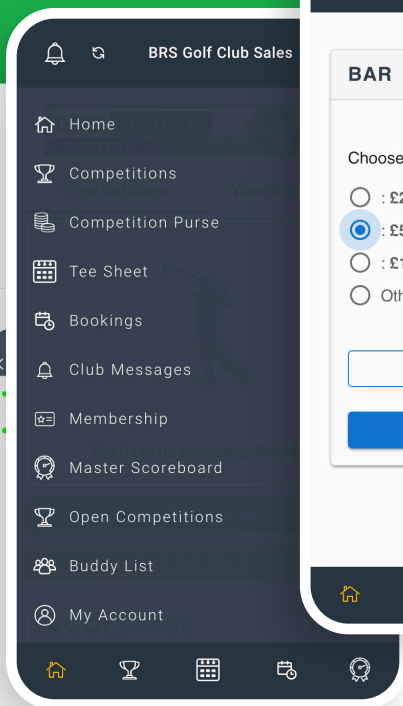 BRS Golf Club Sales
Home
Competitions
Competition Purse
Tee Sheet
Bookings
Club Messages
Membership
Master Scoreboard
Open Competitions
Buddy List
My Account
BAR
Choose
: £2
: £5
: £1
Oth